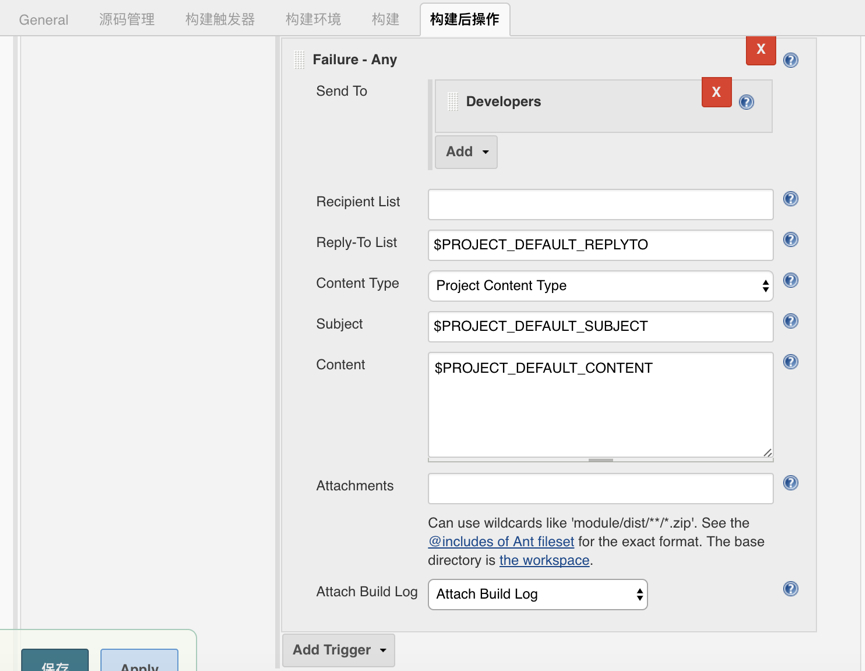 General 源码管理 构建触发器 构建环境 构建 构建后操作
Failure - Any X ?
Send To
Developers X ?
Add
Recipient List ?
Reply-To List $PROJECT_DEFAULT_REPLYTO ?
Content Type Project Content Type ?
Subject $PROJECT_DEFAULT_SUBJECT ?
Content $PROJECT_DEFAULT_CONTENT ?
Attachments ?
Can use wildcards like 'module/dist/**/*.zip'. See the
@includes of Ant fileset for the exact format. The base
directory is the workspace.
Attach Build Log Attach Build Log ?
Add Trigger
保存 Apply